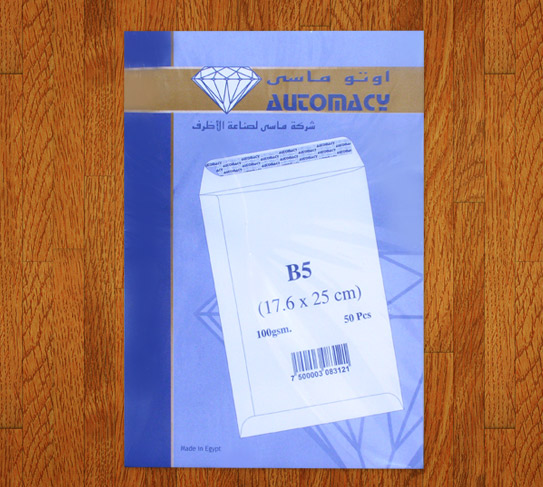 اوتو ماسى
AUTOMACY
شركة ماسى لصناعة الأظرف
B5
(17.6 x 25 cm)
100gsm.
50 Pcs
7 500003 083121
Made in Egypt